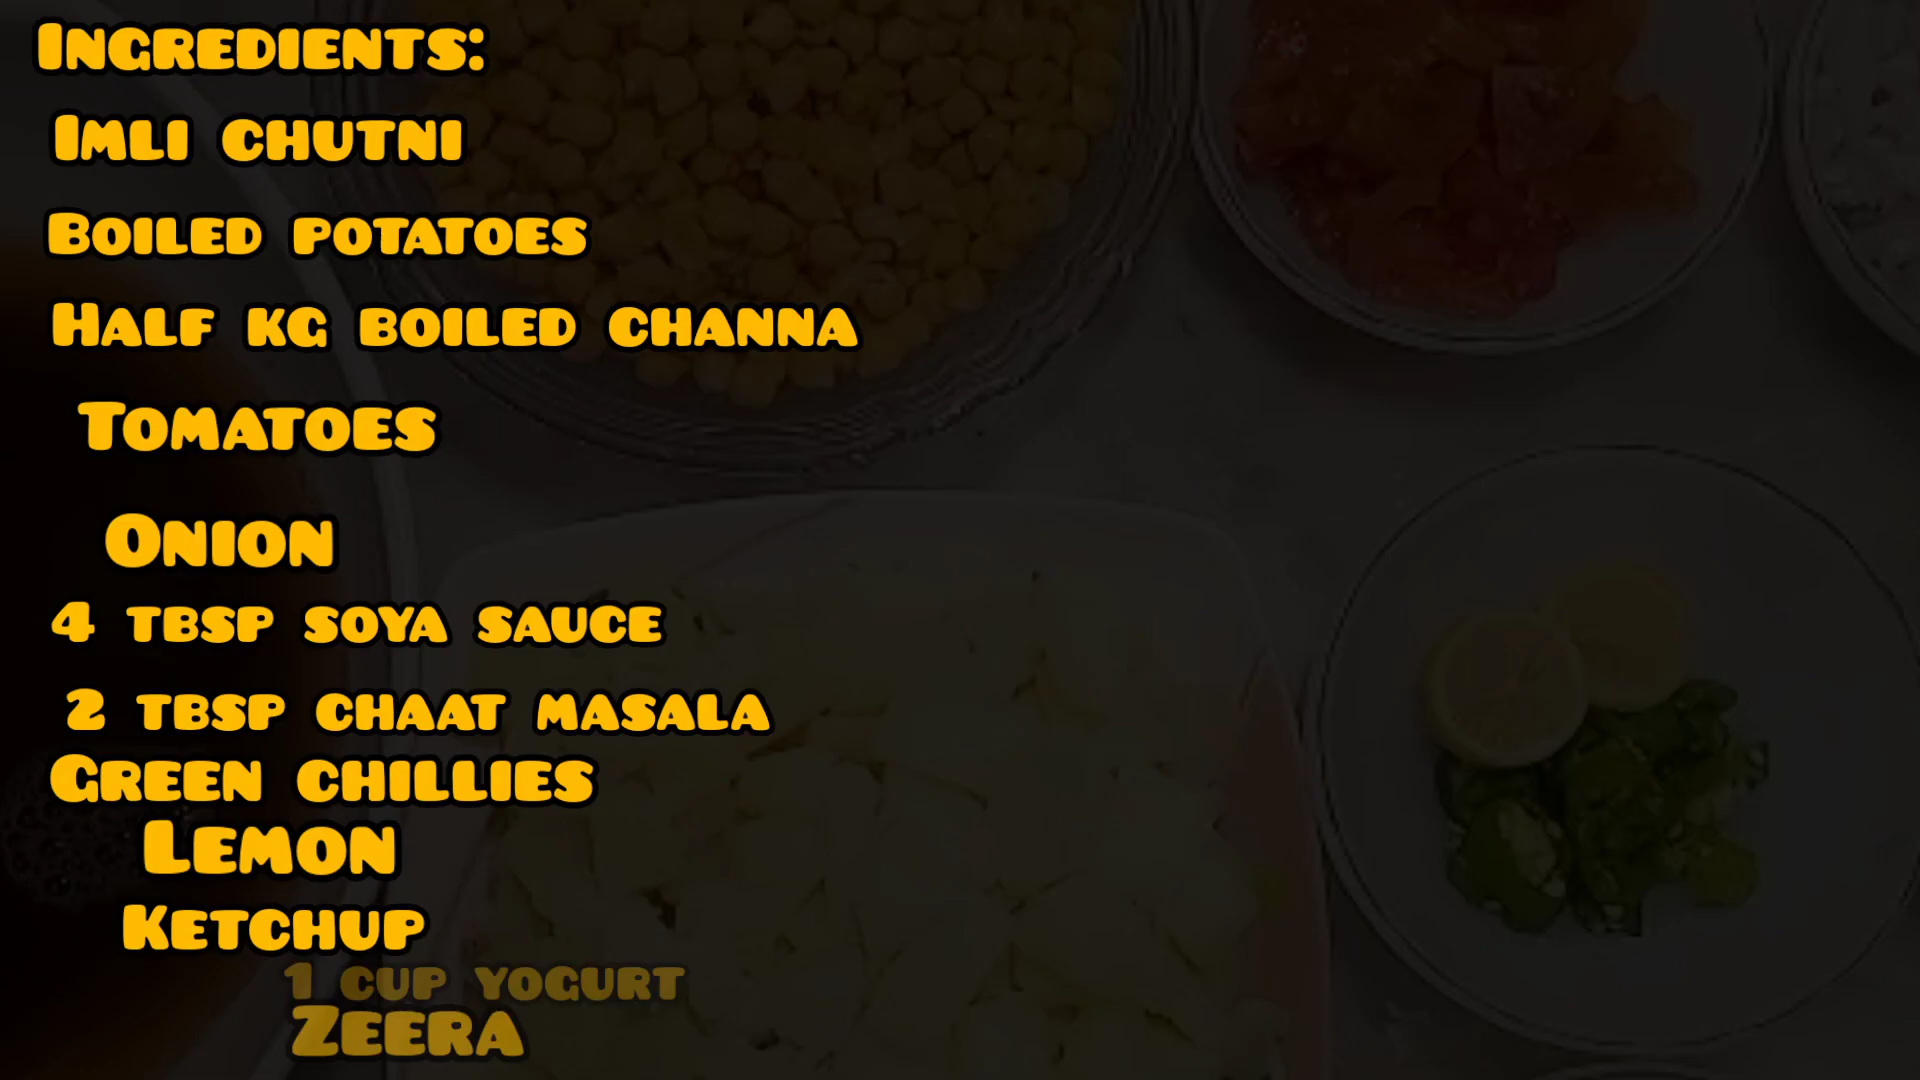 Ingredients:
Imli chutni
Boiled potatoes
Half kg boiled channa
Tomatoes
Onion
4 tbsp soya sauce
2 tbsp chaat masala
Green chillies
Lemon
Ketchup
1 cup yogurt
Zeera